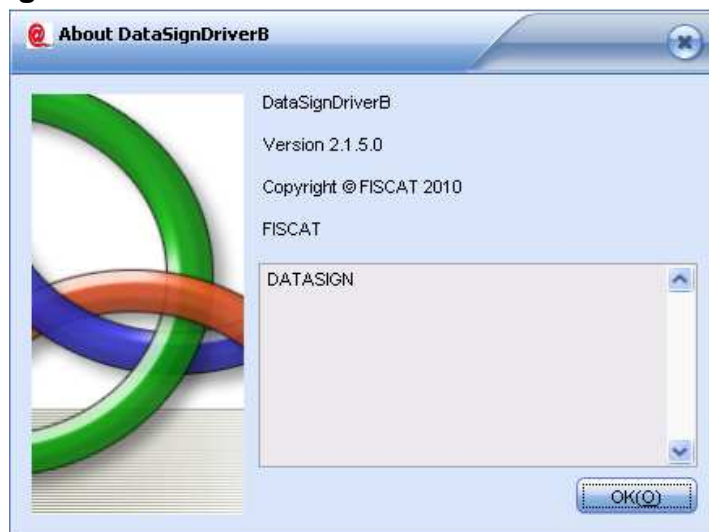 About DataSignDriverB
DataSignDriverB
Version 2.1.5.0
Copyright © FISCAT 2010
FISCAT
DATASIGN
OK(O)